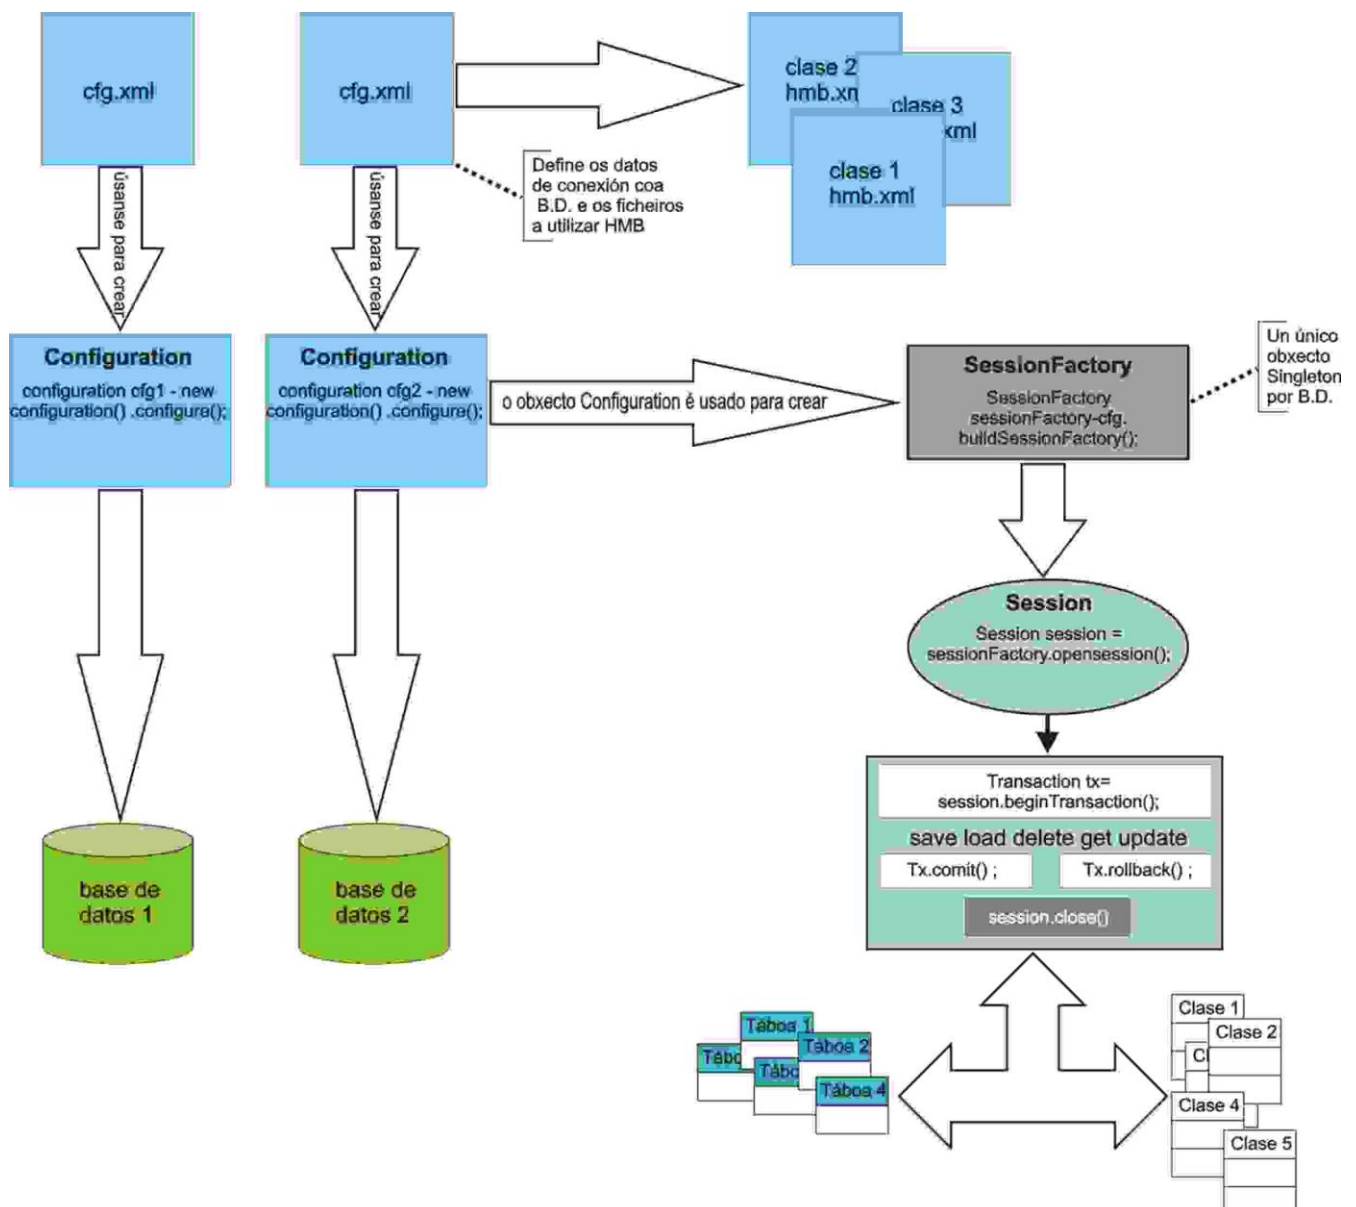 cfg.xml
cfg.xml
clase 2
hmb.xn
clase 3
xml
clase 1
hmb.xml
úsanse para crear
úsanse para crear
Define os datos
de conexión coa
B.D. e os ficheiros
a utilizar HMB
Configuration
configuration cfg1 - new
configuration() .configure();
Configuration
configuration cfg2 - new
configuration() .configure();
o obxecto Configuration é usado para crear
SessionFactory
SessionFactory
sessionFactory-cfg.
buildSessionFactory();
Un único
obxecto
Singleton
por B.D.
Session
Session session =
sessionFactory.opensession();
Transaction tx=
session.beginTransaction();
save load delete get update
Tx.comit() ;
Tx.rollback() ;
session.close()
base de
datos 1
base de
datos 2
Táboa 1
Táboa 2
Tábo
Tábo
Táboa 4
Clase 1
Clase 2
Cl
Clase 4
Clase 5